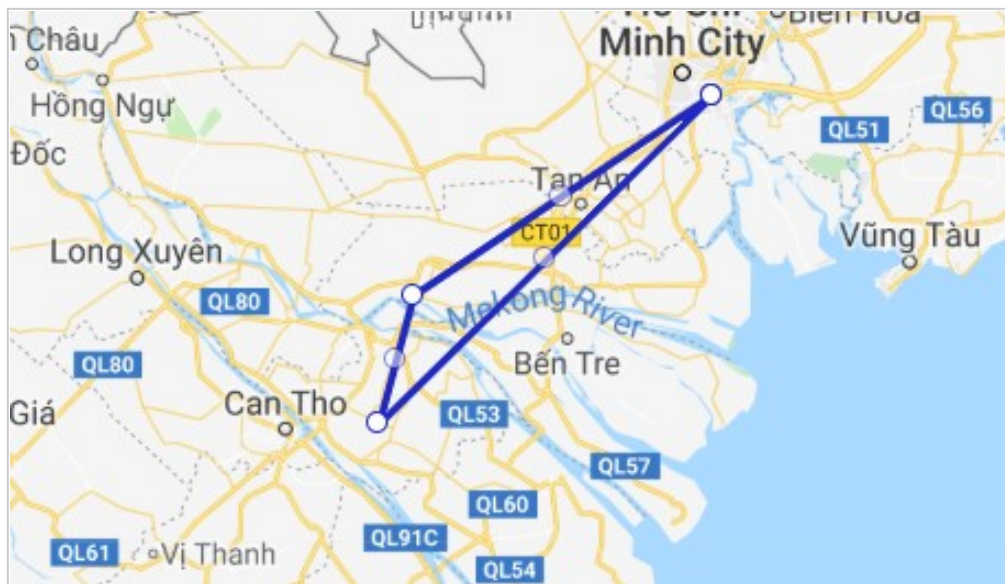 Minh City
Biên Hòa
Châu
Hồng Ngự
QL56
QL51
Đốc
Tan An
CT01
Vũng Tàu
Long Xuyên
QL80
Mekong River
Bến Tre
QL80
Can Tho
QL53
Giá
QL57
QL60
QL91C
QL61
Vị Thanh
QL54